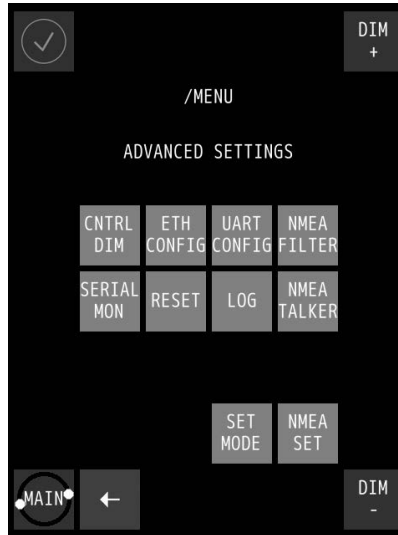 DIM
+
/MENU
ADVANCED SETTINGS
CNTRL DIM
ETH CONFIG
UART CONFIG
NMEA FILTER
SERIAL MON
RESET
LOG
NMEA TALKER
SET MODE
NMEA SET
MAIN
←
DIM
-